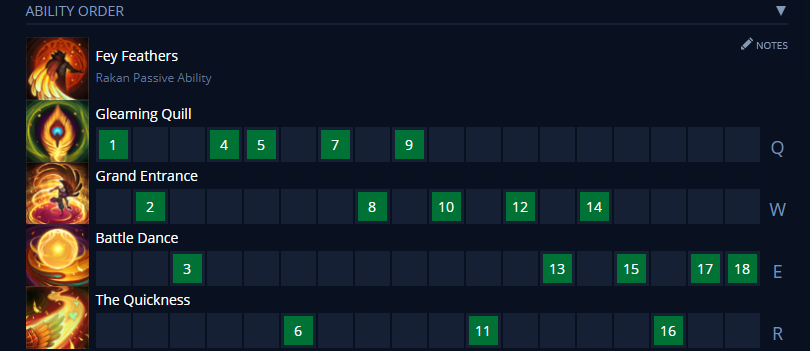 ABILITY ORDER ▼
NOTES
Fey Feathers
Rakan Passive Ability
Gleaming Quill
1 4 5 7 9 Q
Grand Entrance
2 8 10 12 14 W
Battle Dance
3 13 15 17 18 E
The Quickness
6 11 16 R